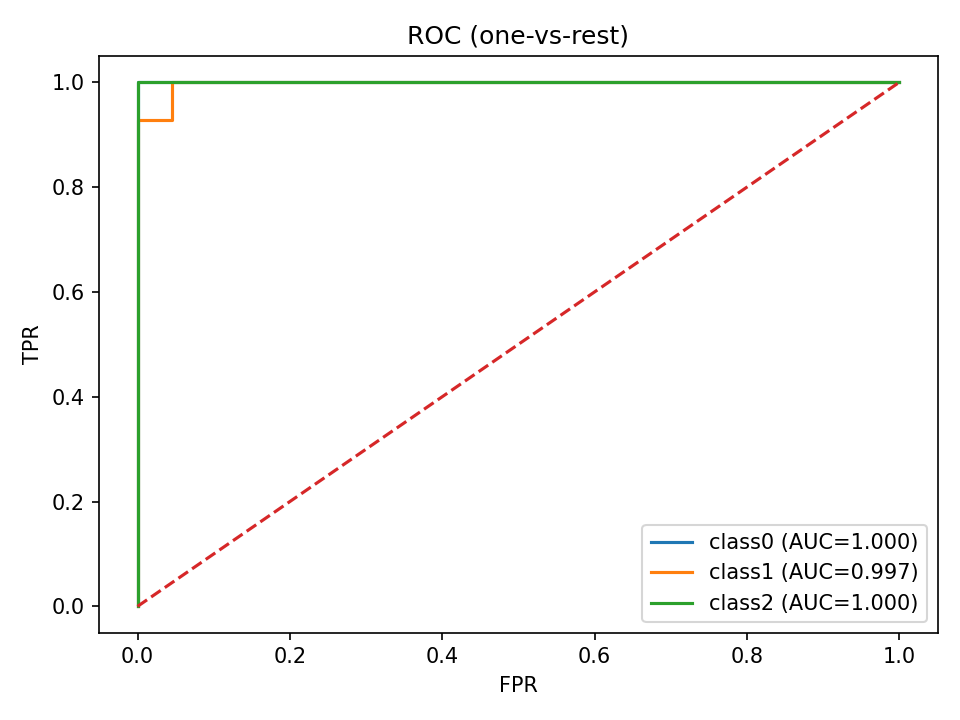 ROC (one-vs-rest)
1.0
0.8
0.6
0.4
0.2
0.0
TPR
class0 (AUC=1.000)
class1 (AUC=0.997)
class2 (AUC=1.000)
0.0 0.2 0.4 0.6 0.8 1.0
FPR